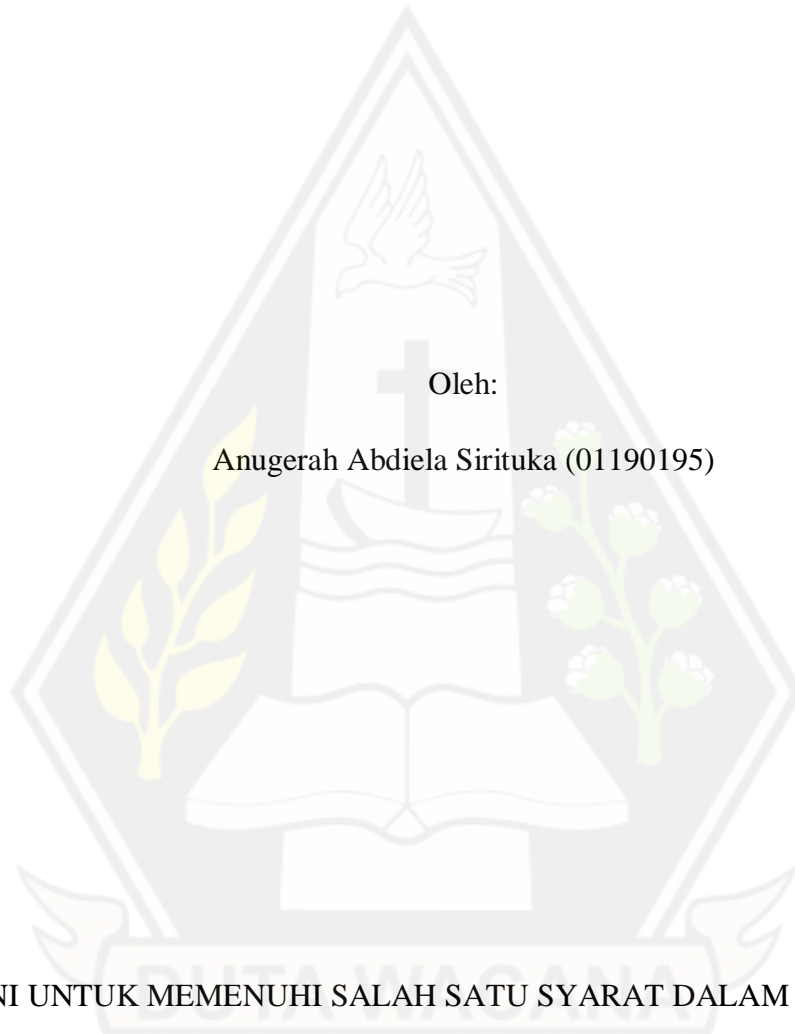 Oleh:
Anugerah Abdiela Sirituka (01190195)
NI UNTUK MEMENUHI SALAH SATU SYARAT DALAM
DUTA WACANA